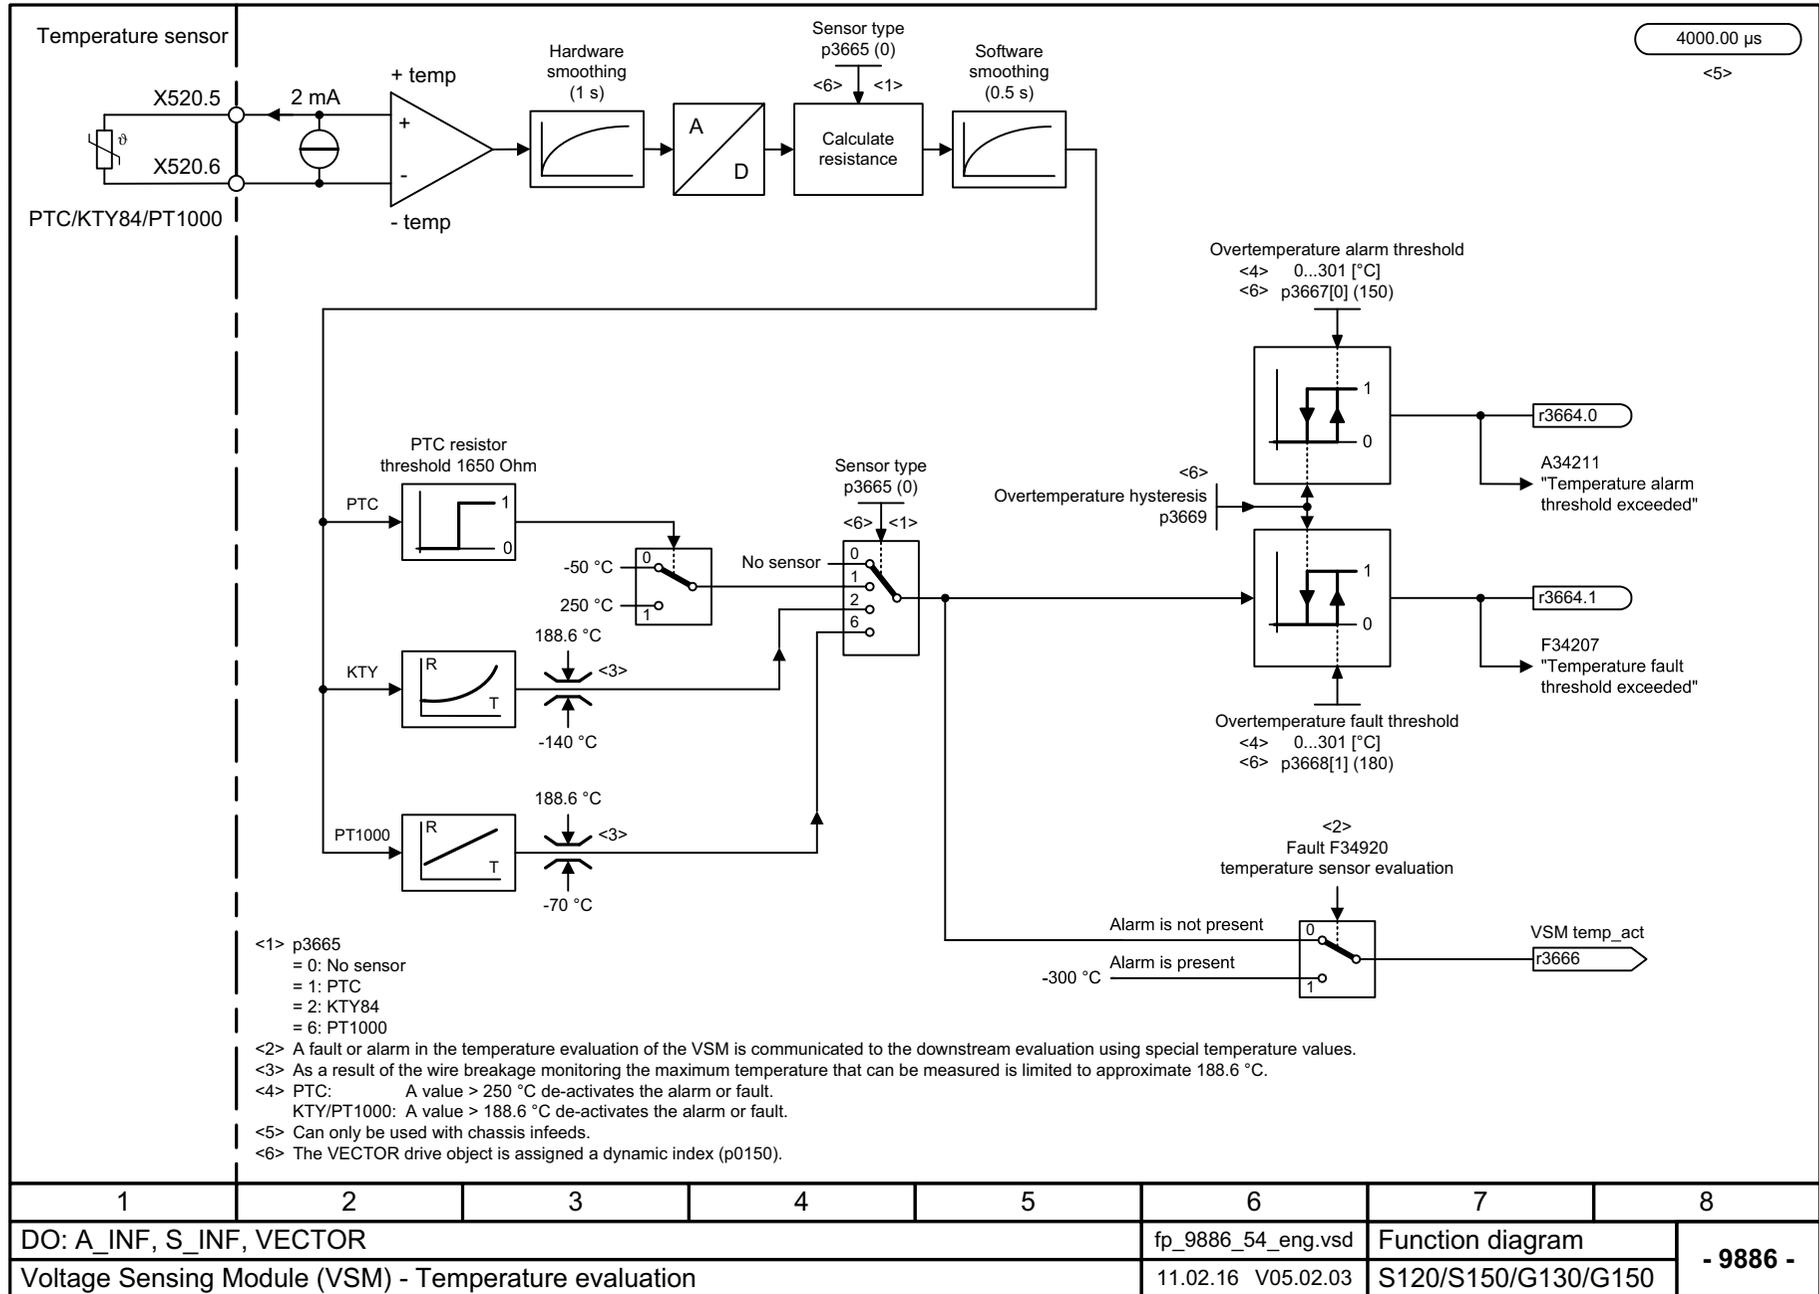 Temperature sensor
X520.5
X520.6
ϑ
PTC/KTY84/PT1000
2 mA
+ temp
+
-
- temp
Hardware
smoothing
(1 s)
A
D
Sensor type
p3665 (0)
<6> <1>
Calculate
resistance
Software
smoothing
(0.5 s)
4000.00 µs
<5>
Overtemperature alarm threshold
<4> 0...301 [°C]
<6> p3667[0] (150)
1
0
r3664.0
A34211
"Temperature alarm
threshold exceeded"
<6>
Overtemperature hysteresis
p3669
PTC resistor
threshold 1650 Ohm
PTC
1
0
-50 °C
0
250 °C
1
Sensor type
p3665 (0)
<6> <1>
No sensor
0
1
2
6
1
0
r3664.1
F34207
"Temperature fault
threshold exceeded"
Overtemperature fault threshold
<4> 0...301 [°C]
<6> p3668[1] (180)
KTY
R
T
188.6 °C
<3>
-140 °C
PT1000
R
T
188.6 °C
<3>
-70 °C
<2>
Fault F34920
temperature sensor evaluation
Alarm is not present
0
Alarm is present
-300 °C
1
VSM temp_act
r3666
<1> p3665
= 0: No sensor
= 1: PTC
= 2: KTY84
= 6: PT1000
<2> A fault or alarm in the temperature evaluation of the VSM is communicated to the downstream evaluation using special temperature values.
<3> As a result of the wire breakage monitoring the maximum temperature that can be measured is limited to approximate 188.6 °C.
<4> PTC: A value > 250 °C de-activates the alarm or fault.
KTY/PT1000: A value > 188.6 °C de-activates the alarm or fault.
<5> Can only be used with chassis infeeds.
<6> The VECTOR drive object is assigned a dynamic index (p0150).
1 2 3 4 5 6 7 8
DO: A_INF, S_INF, VECTOR
fp_9886_54_eng.vsd
Function diagram
- 9886 -
Voltage Sensing Module (VSM) - Temperature evaluation
11.02.16 V05.02.03
S120/S150/G130/G150